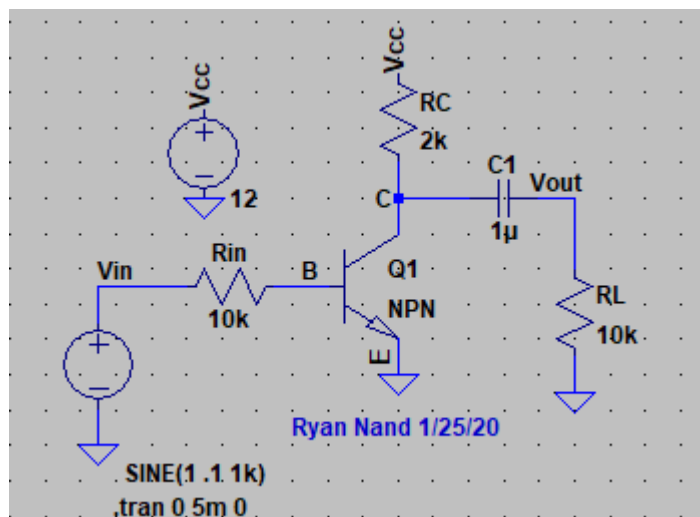 Vcc
Vcc
RC
2k
C1
Vout
C
12
1µ
Rin
B
Q1
Vin
NPN
RL
10k
10k
E
Ryan Nand 1/25/20
SINE(1 .1 1k)
.tran 0 5m 0